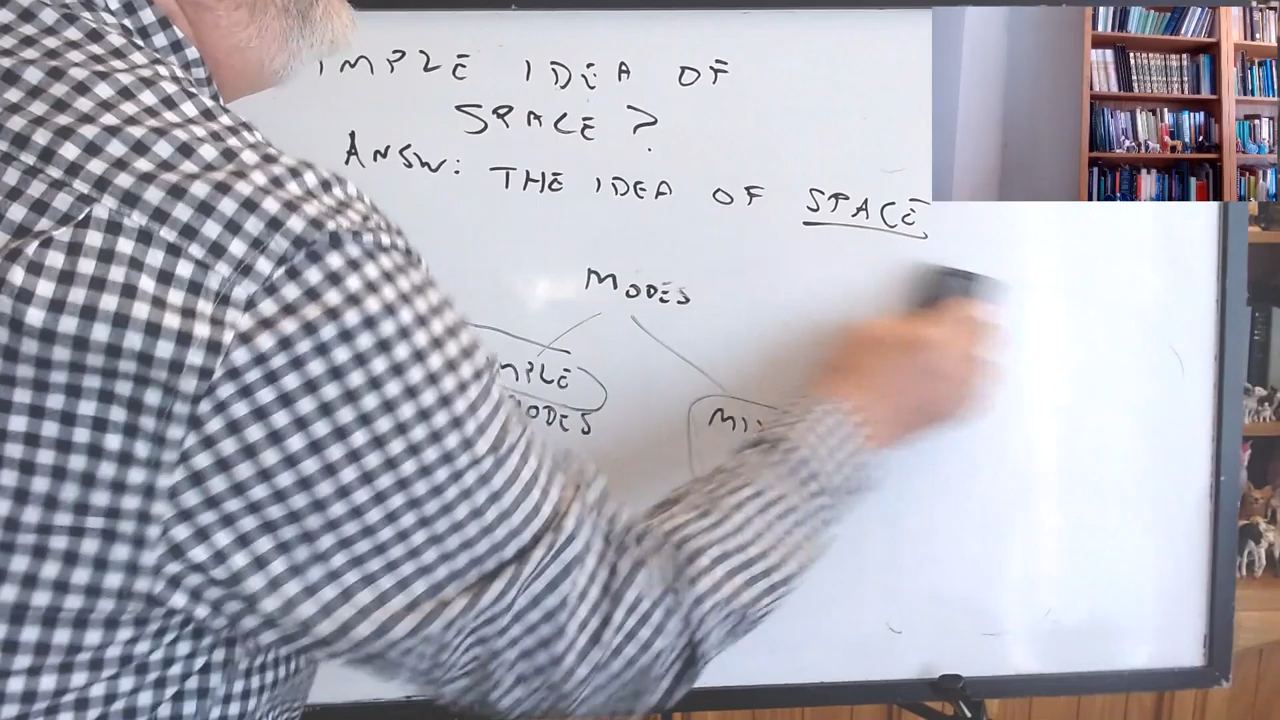 IMPLE IDEA OF
SPACE ?
ANSW: THE IDEA OF SPACE
MODES
MPLE
MODES
MI